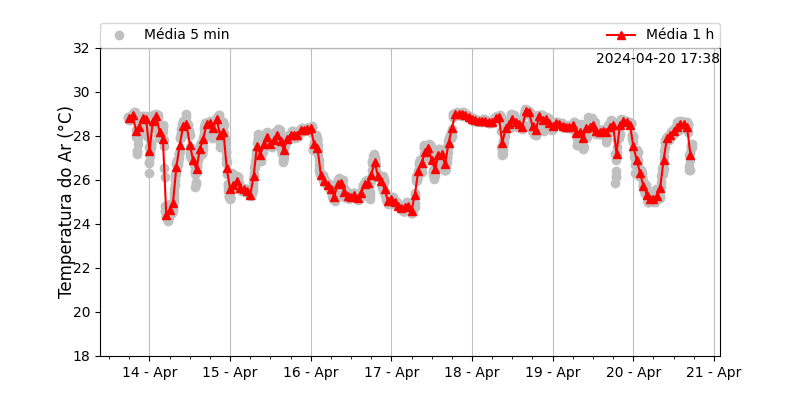 Média 5 min
Média 1 h
2024-04-20 17:38
Temperatura do Ar (°C)
32
30
28
26
24
22
20
18
14 - Apr
15 - Apr
16 - Apr
17 - Apr
18 - Apr
19 - Apr
20 - Apr
21 - Apr